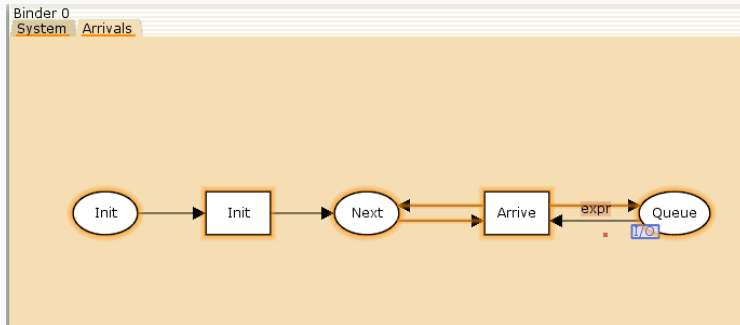 Binder 0
System Arrivals
expr
Init Init Next Arrive Queue
I/O